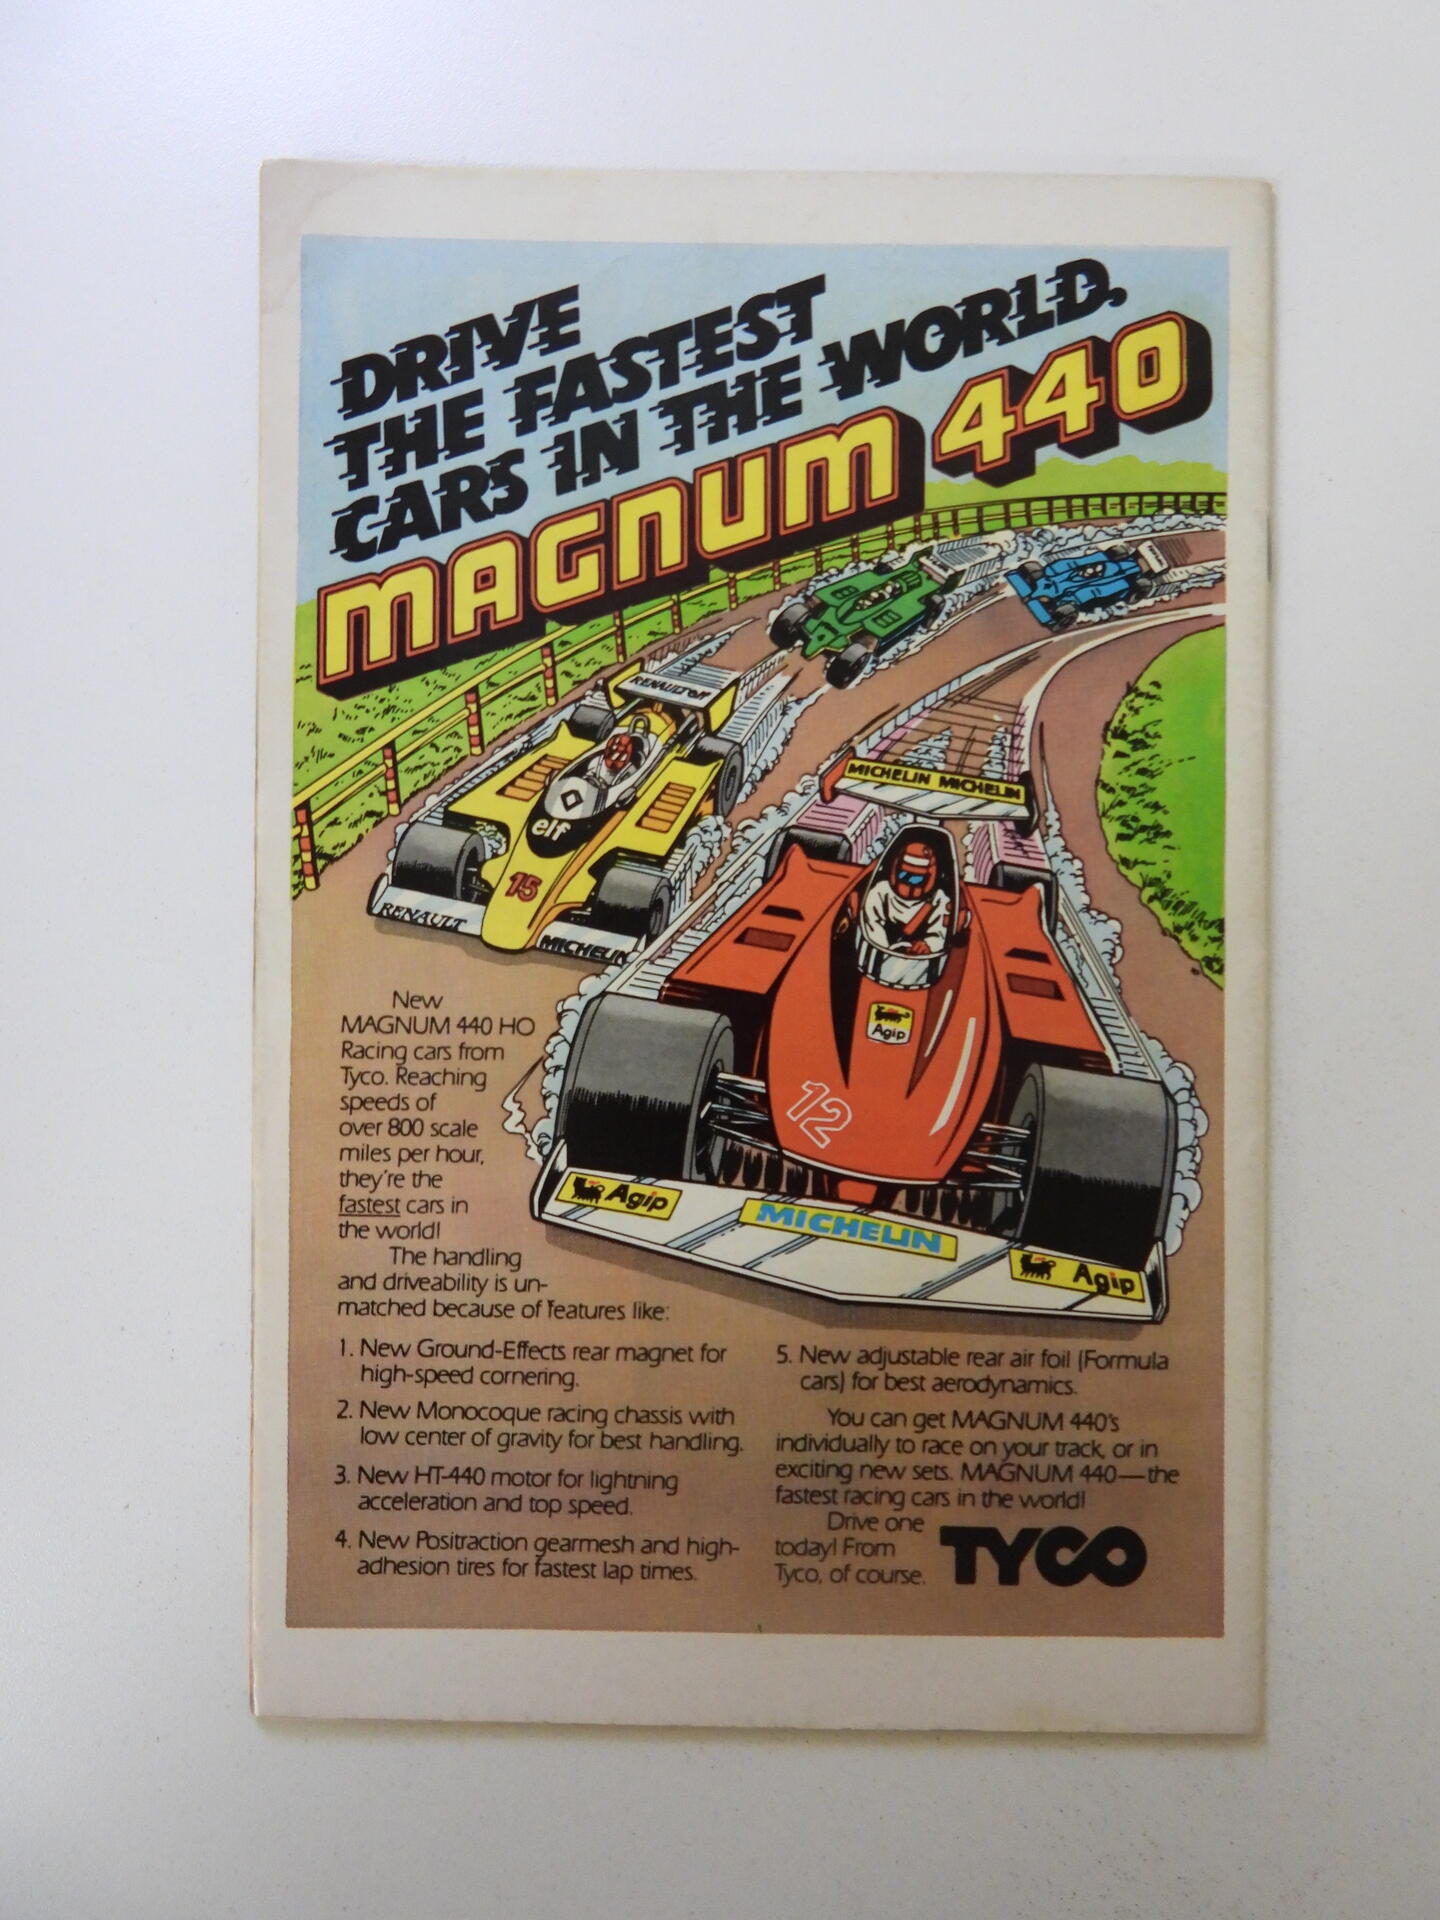 DRIVE
THE FASTEST
CARS IN THE WORLD.
MAGNUM 440
RENAULT elf
MICHELIN MICHELIN
elf
15
RENAULT
MICHELIN
Agip
12
Agip
MICHELIN
Agip
New
MAGNUM 440 HO
Racing cars from
Tyco. Reaching
speeds of
over 800 scale
miles per hour,
they're the
fastest cars in
the world!
The handling
and driveability is un-
matched because of features like:
1. New Ground-Effects rear magnet for
high-speed cornering.
2. New Monocoque racing chassis with
low center of gravity for best handling.
3. New HT-440 motor for lightning
acceleration and top speed.
4. New Positraction gearmesh and high-
adhesion tires for fastest lap times.
5. New adjustable rear air foil (Formula
cars) for best aerodynamics.
You can get MAGNUM 440's
individually to race on your track, or in
exciting new sets. MAGNUM 440—the
fastest racing cars in the world!
Drive one
today! From
Tyco, of course.
TYCO